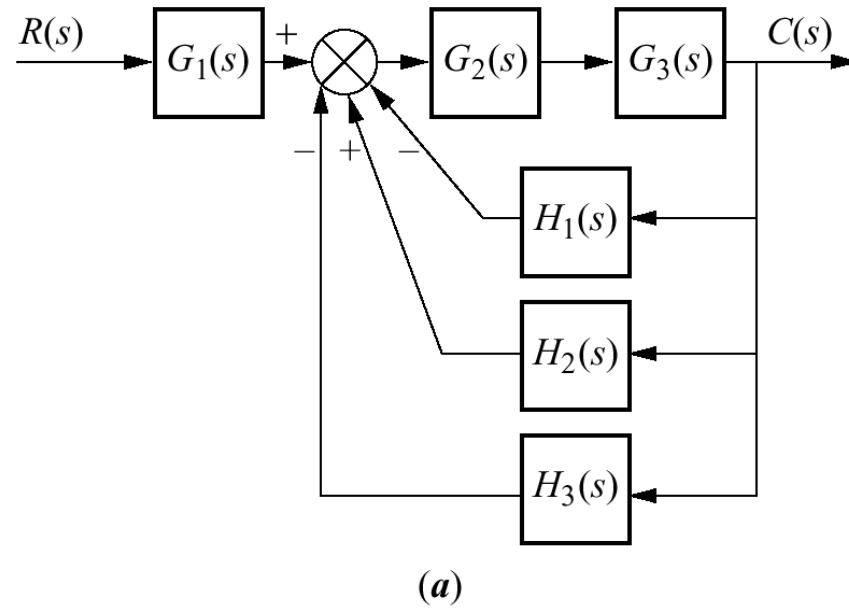 R(s) G₁(s) + G₂(s) G₃(s) C(s)
− + −
H₁(s)
H₂(s)
H₃(s)
(a)